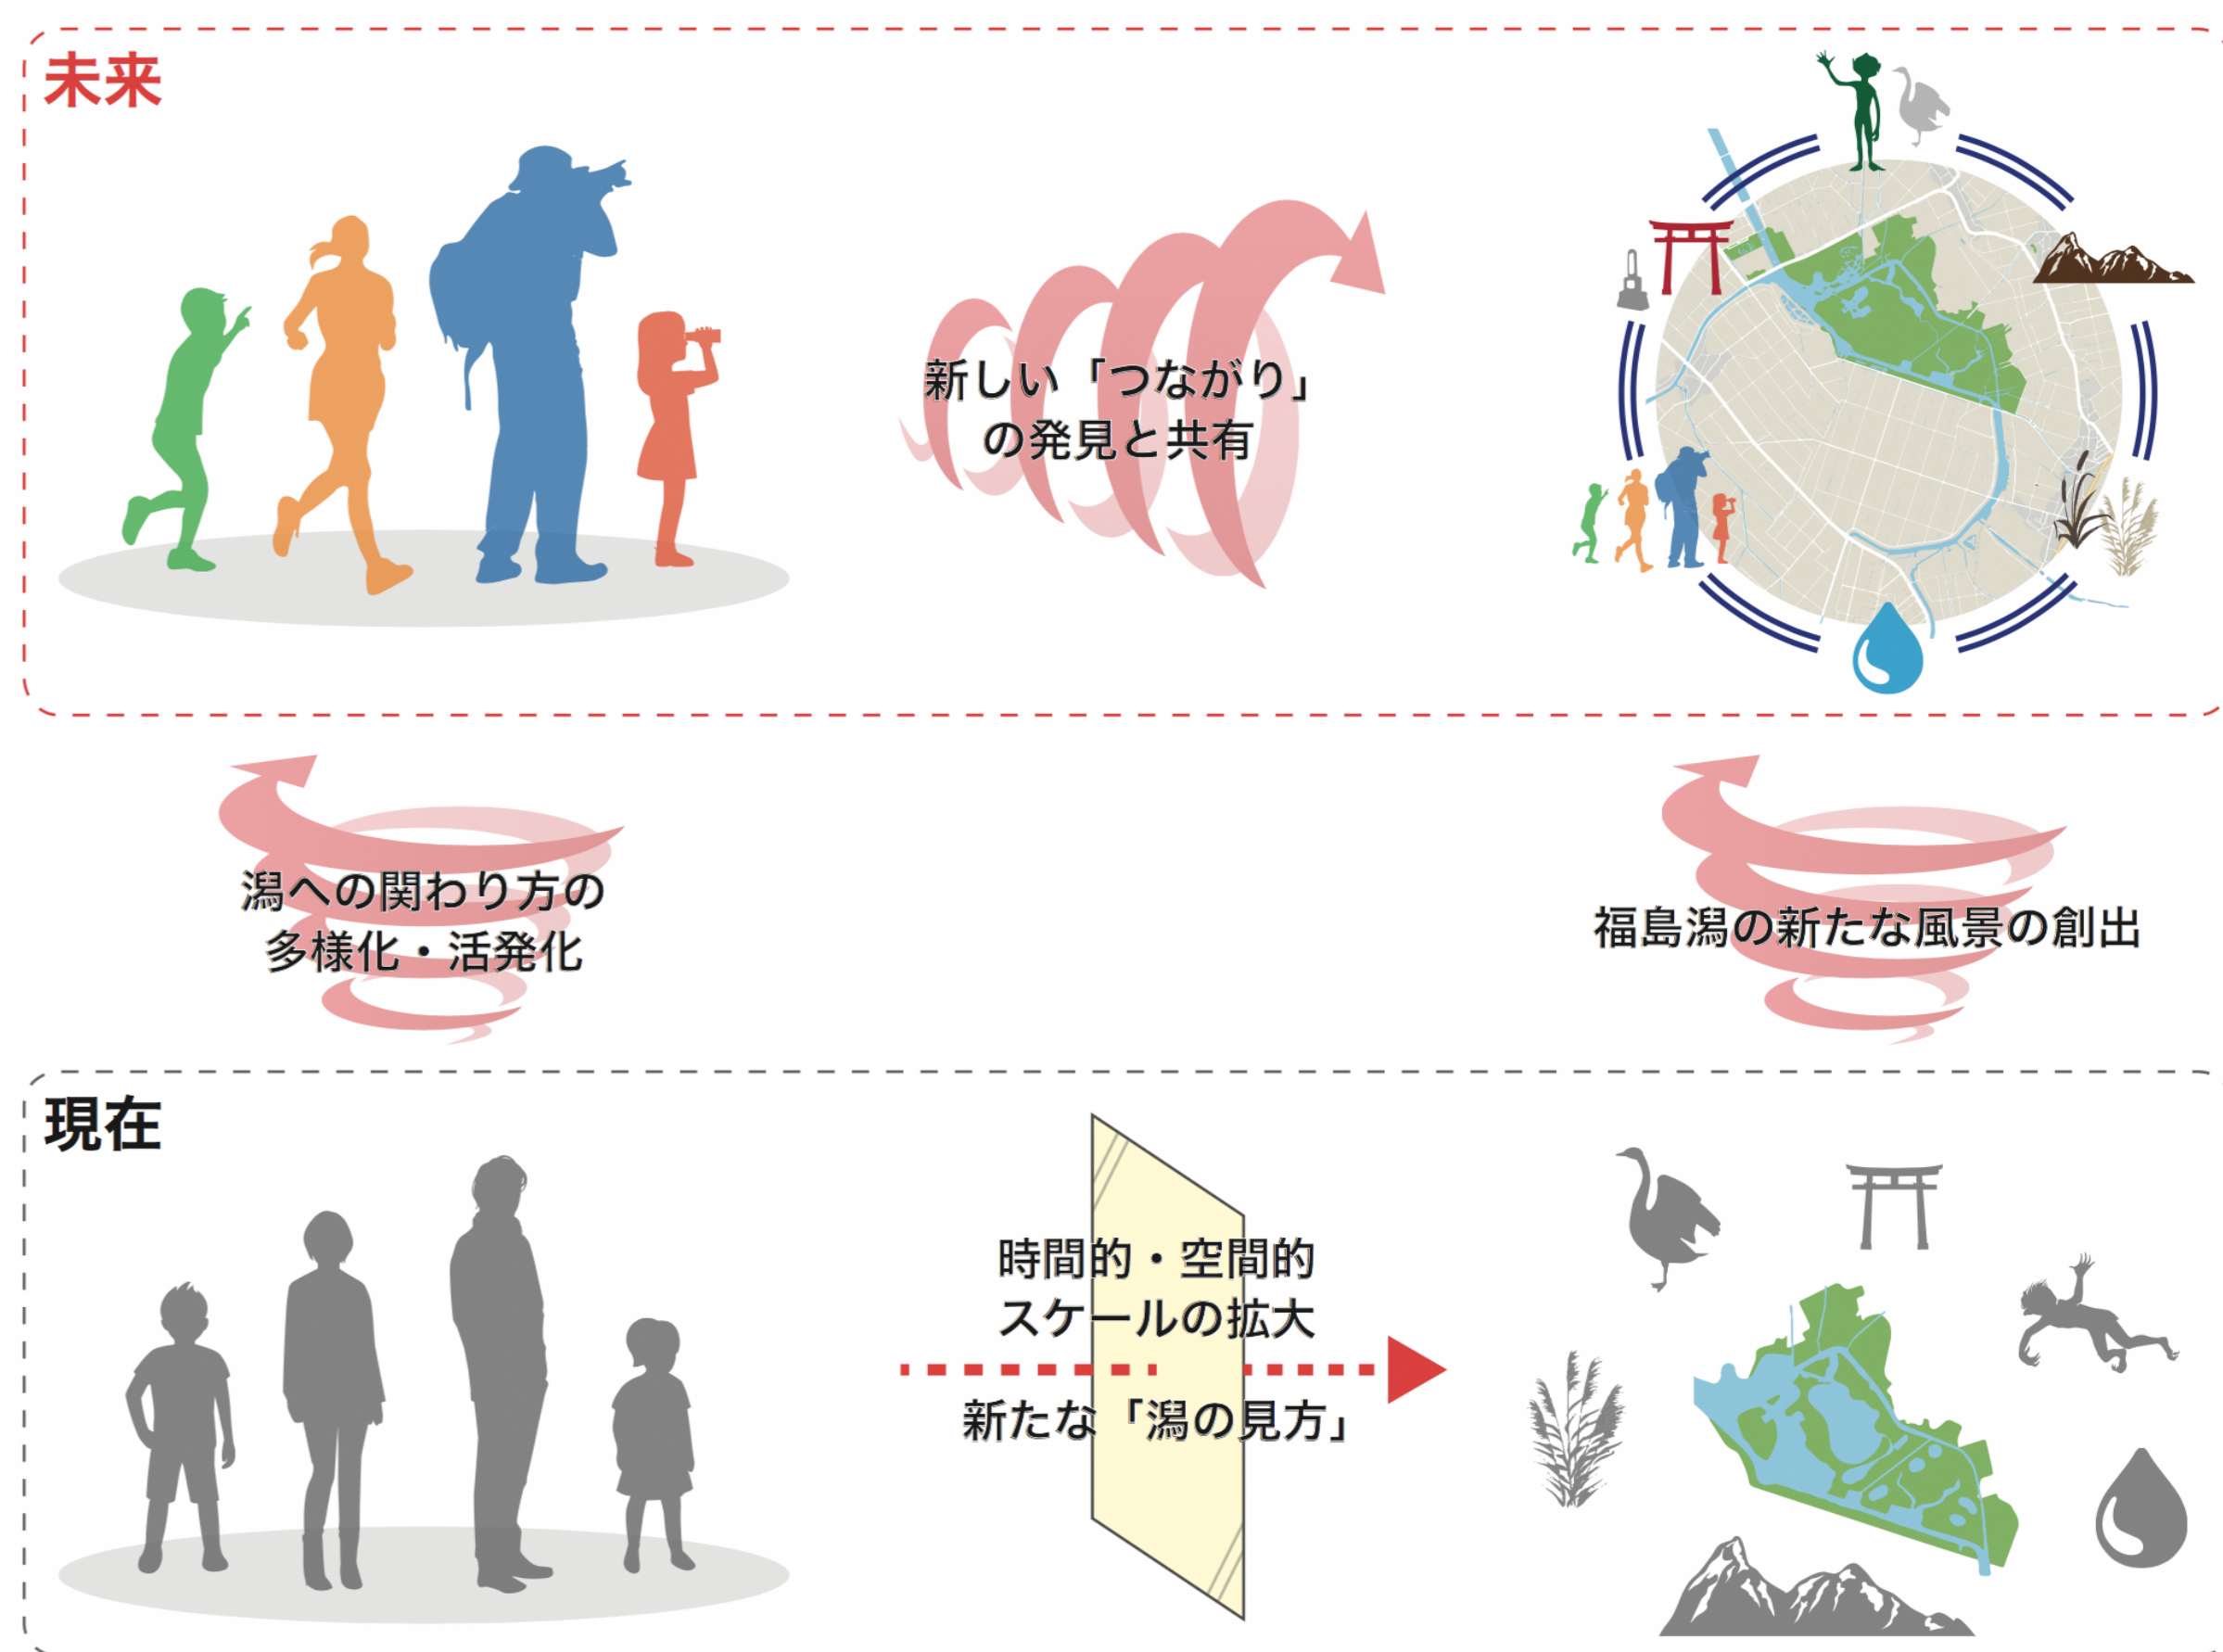 未来
新しい「つながり」
の発見と共有
潟への関わり方の
多様化・活発化
福島潟の新たな風景の創出
現在
時間的・空間的
スケールの拡大
新たな「潟の見方」